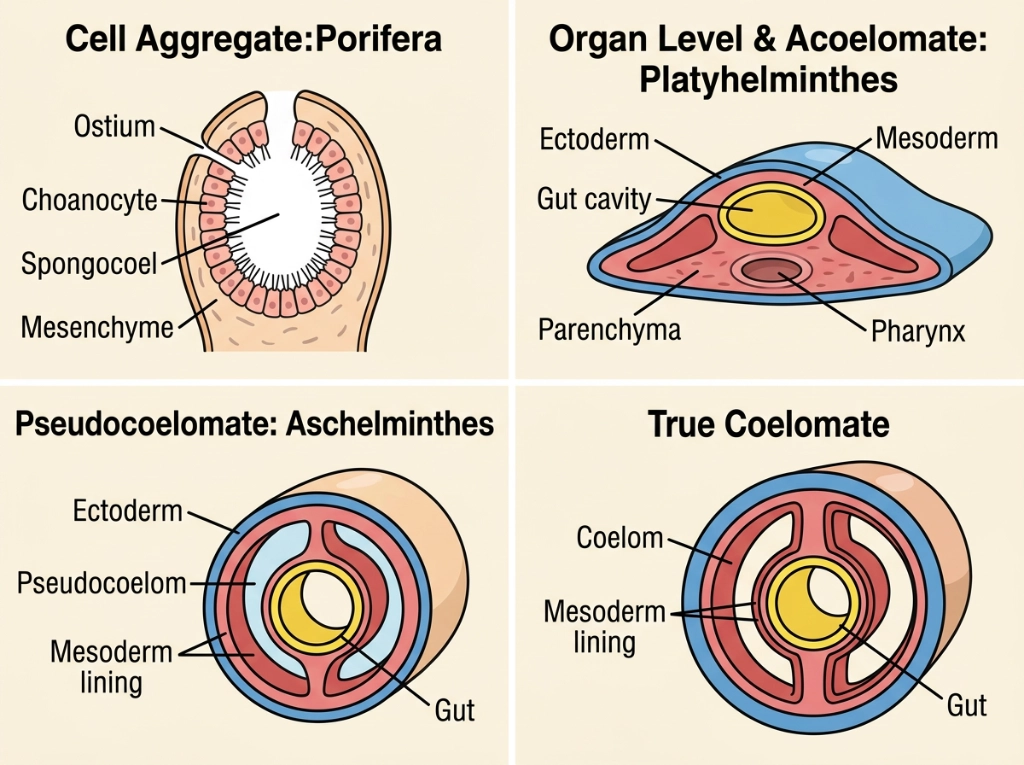 Cell Aggregate:Porifera
Ostium
Choanocyte
Spongocoel
Mesenchyme
Organ Level & Acoelomate:
Platyhelminthes
Ectoderm
Mesoderm
Gut cavity
Parenchyma
Pharynx
Pseudocoelomate: Aschelminthes
Ectoderm
Pseudocoelom
Mesoderm
lining
Gut
True Coelomate
Coelom
Mesoderm
lining
Gut